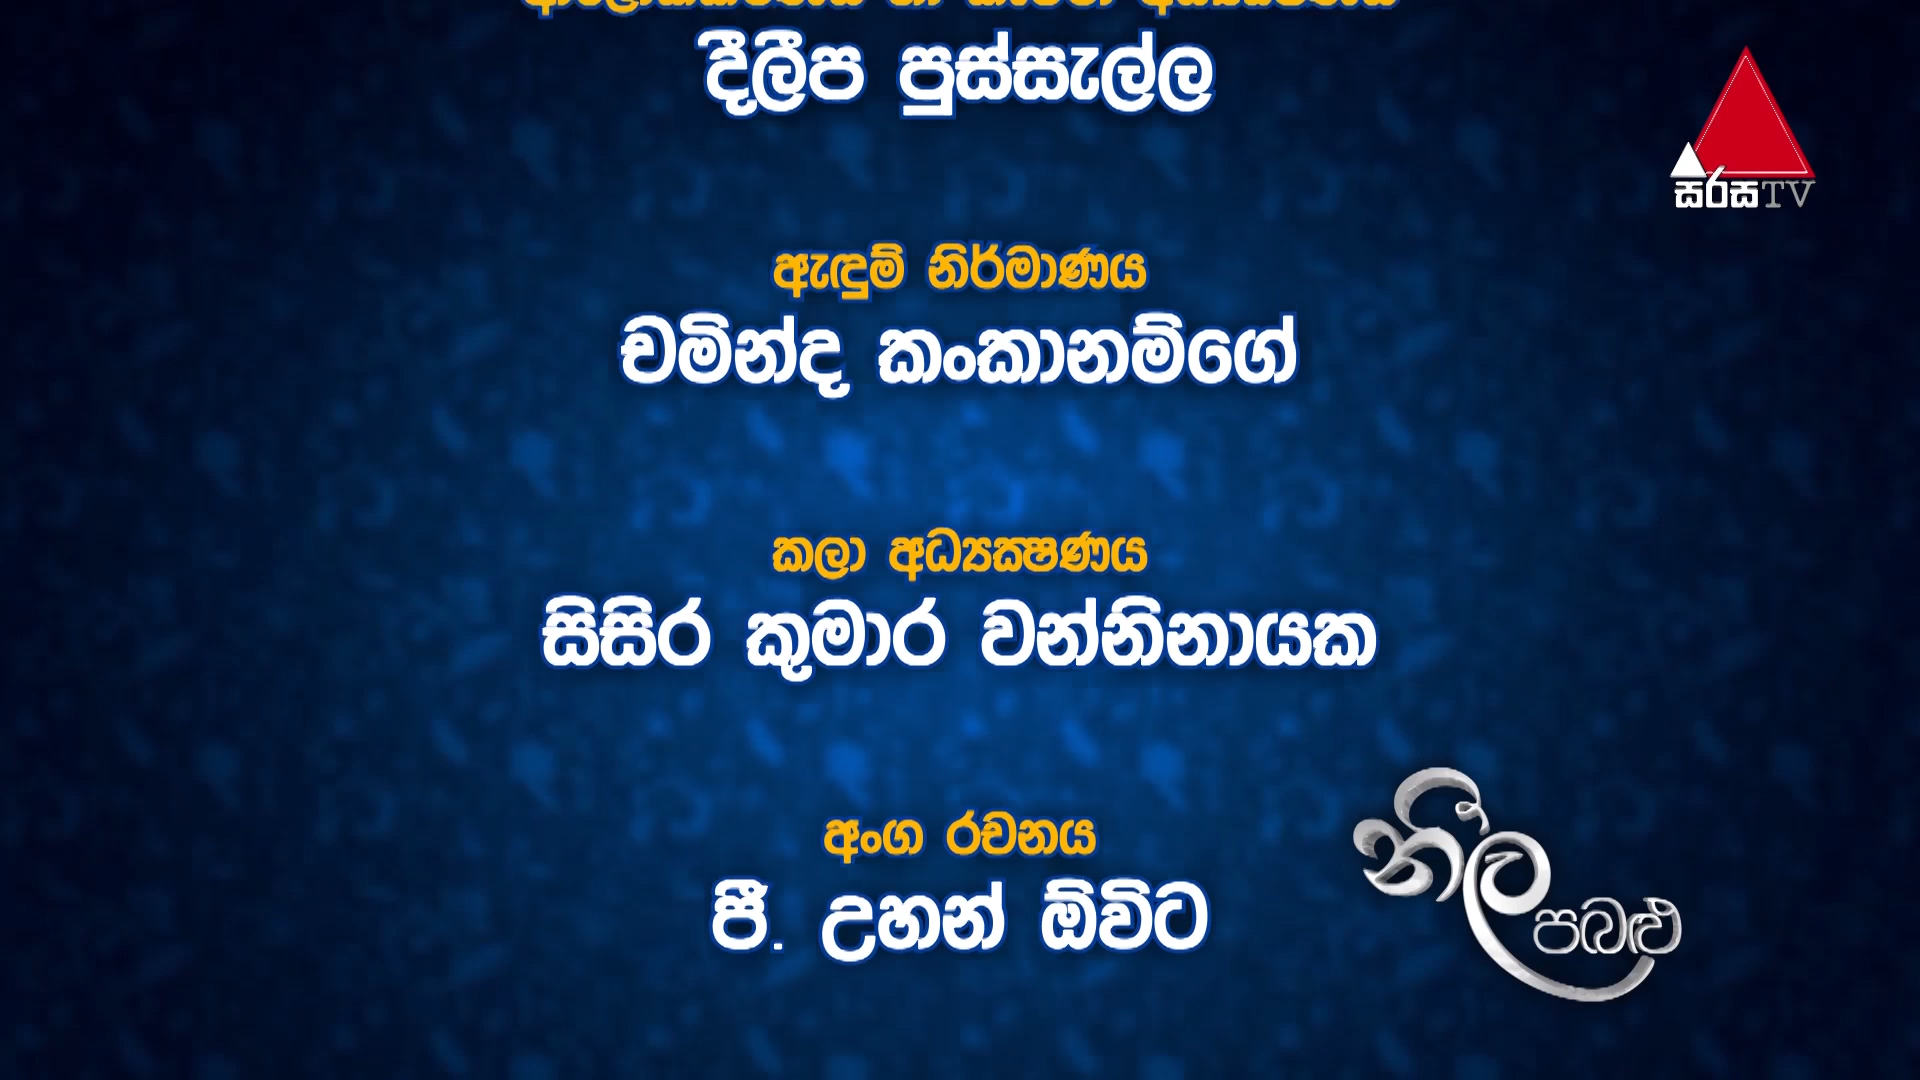 දිලීප පුස්සැල්ල
සිරස TV
ඇඳුම් නිර්මාණය
චමින්ද කංකානම්ගේ
කලා අධ්‍යක්ෂණය
සිසිර කුමාර වන්නිනායක
අංග රචනය
පී. උහන් ඕවිට
නීල
පබළු